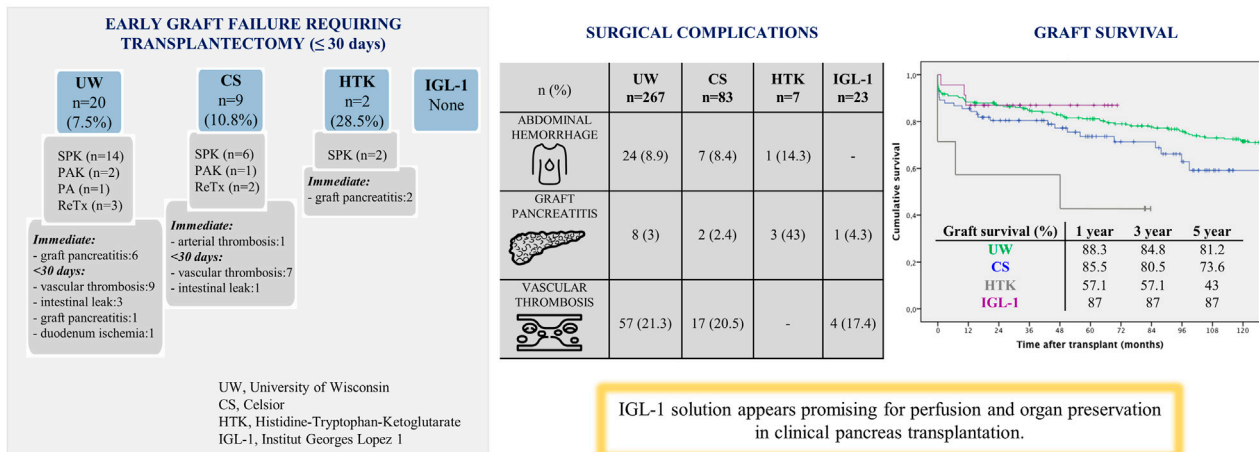 EARLY GRAFT FAILURE REQUIRING
TRANSPLANTECTOMY (≤ 30 days)
UW
n=20
(7.5%)
CS
n=9
(10.8%)
HTK
n=2
(28.5%)
IGL-1
None
SPK (n=14)
PAK (n=2)
PA (n=1)
ReTx (n=3)
SPK (n=6)
PAK (n=1)
ReTx (n=2)
SPK (n=2)
Immediate:
- graft pancreatitis:6
<30 days:
- vascular thrombosis:9
- intestinal leak:3
- graft pancreatitis:1
- duodenum ischemia:1
Immediate:
- arterial thrombosis:1
<30 days:
- vascular thrombosis:7
- intestinal leak:1
Immediate:
- graft pancreatitis:2
UW, University of Wisconsin
CS, Celsior
HTK, Histidine-Tryptophan-Ketoglutarate
IGL-1, Institut Georges Lopez 1
SURGICAL COMPLICATIONS
n (%) UW n=267 CS n=83 HTK n=7 IGL-1 n=23
ABDOMINAL HEMORRHAGE 24 (8.9) 7 (8.4) 1 (14.3) -
GRAFT PANCREATITIS 8 (3) 2 (2.4) 3 (43) 1 (4.3)
VASCULAR THROMBOSIS 57 (21.3) 17 (20.5) - 4 (17.4)
GRAFT SURVIVAL
Cumulative survival
1,0
0,8
0,6
0,4
0,2
0,0
Graft survival (%) 1 year 3 year 5 year
UW 88.3 84.8 81.2
CS 85.5 80.5 73.6
HTK 57.1 57.1 43
IGL-1 87 87 87
0 12 24 36 48 60 72 84 96 108 120
Time after transplant (months)
IGL-1 solution appears promising for perfusion and organ preservation
in clinical pancreas transplantation.